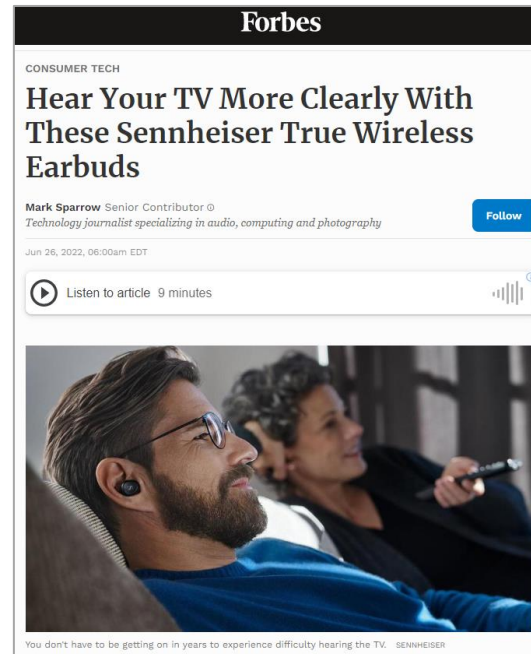 Forbes
CONSUMER TECH
Hear Your TV More Clearly With
These Sennheiser True Wireless
Earbuds
Mark Sparrow Senior Contributor
Technology journalist specializing in audio, computing and photography
Follow
Jun 26, 2022, 06:00am EDT
Listen to article 9 minutes
You don't have to be getting on in years to experience difficulty hearing the TV. SENNHEISER